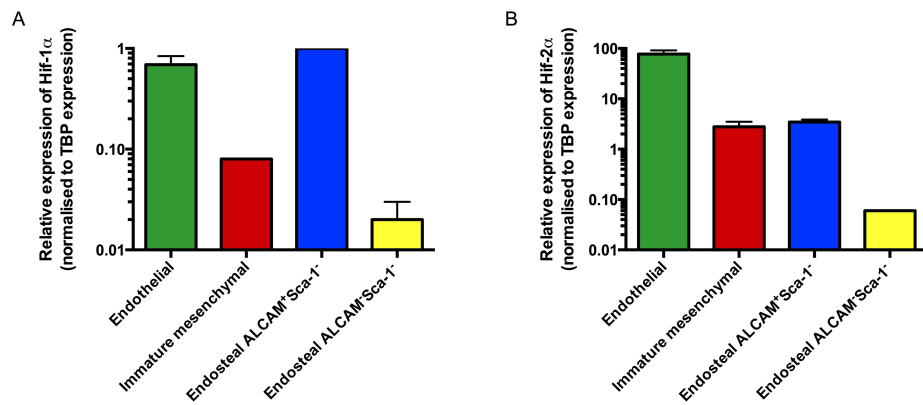 A
Relative expression of Hif-1α
(normalised to TBP expression)
1
0.10
0.01
Endothelial
Immature mesenchymal
Endosteal ALCAM⁺Sca-1⁻
Endosteal ALCAM⁻Sca-1⁻
B
Relative expression of Hif-2α
(normalised to TBP expression)
100
10
1
0.10
0.01
Endothelial
Immature mesenchymal
Endosteal ALCAM⁺Sca-1⁻
Endosteal ALCAM⁻Sca-1⁻